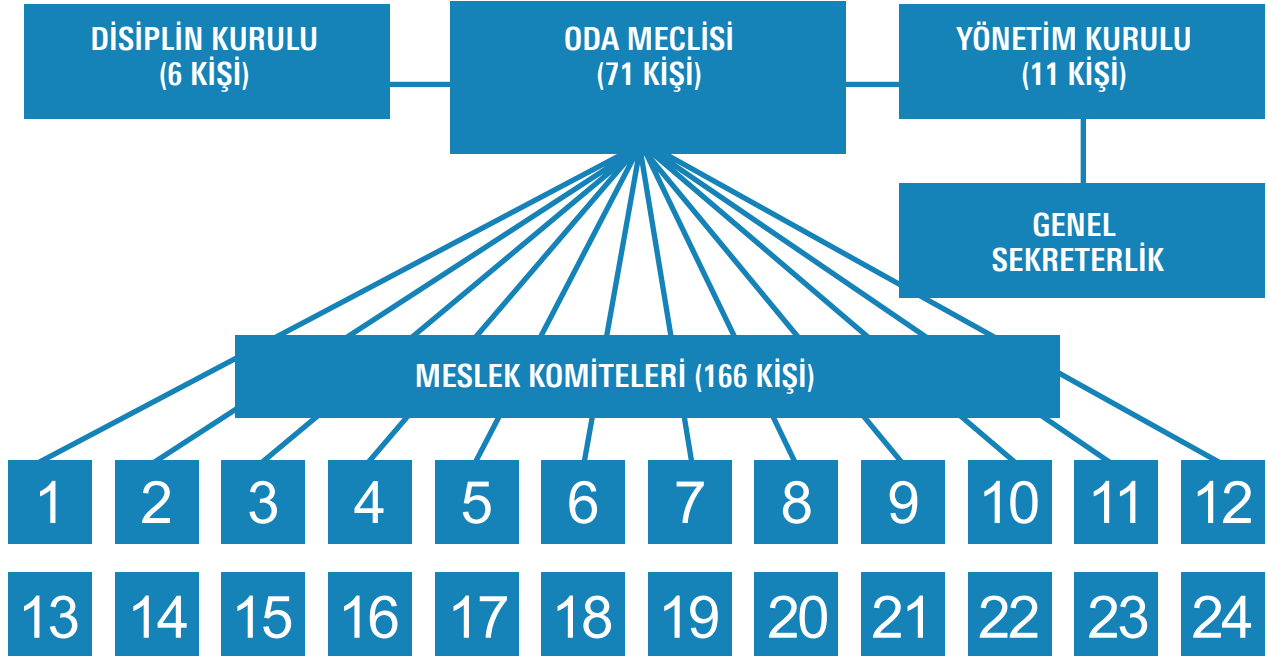 DİSİPLİN KURULU
(6 KİŞİ)
ODA MECLİSİ
(71 KİŞİ)
YÖNETİM KURULU
(11 KİŞİ)
GENEL
SEKRETERLİK
MESLEK KOMİTELERİ (166 KİŞİ)
1 2 3 4 5 6 7 8 9 10 11 12
13 14 15 16 17 18 19 20 21 22 23 24